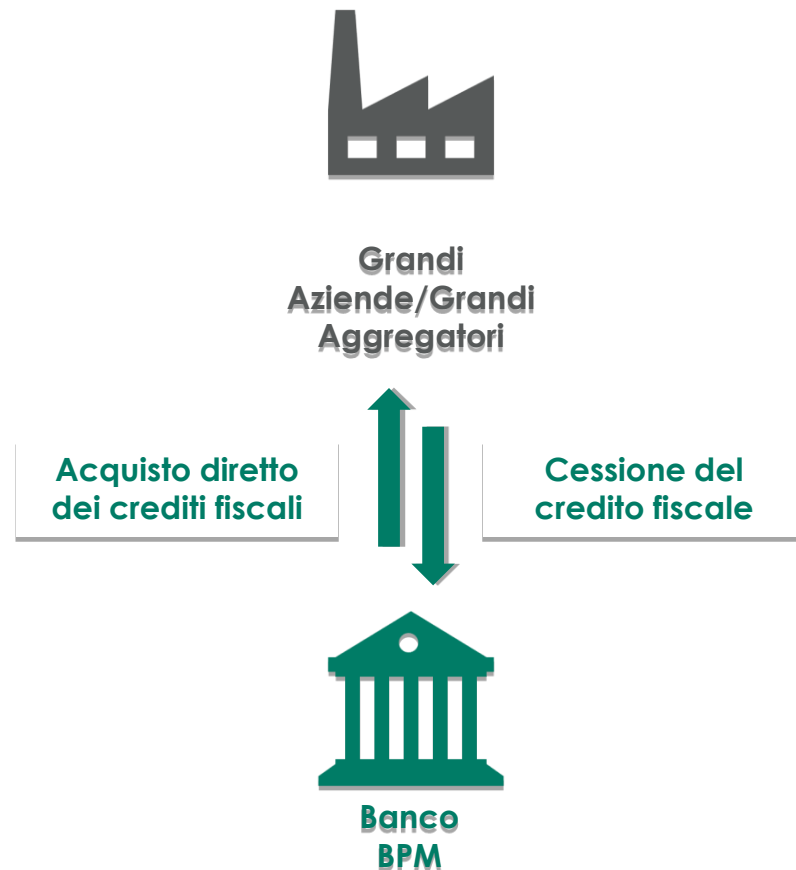 Grandi
Aziende/Grandi
Aggregatori
Acquisto diretto
dei crediti fiscali
Cessione del
credito fiscale
Banco
BPM